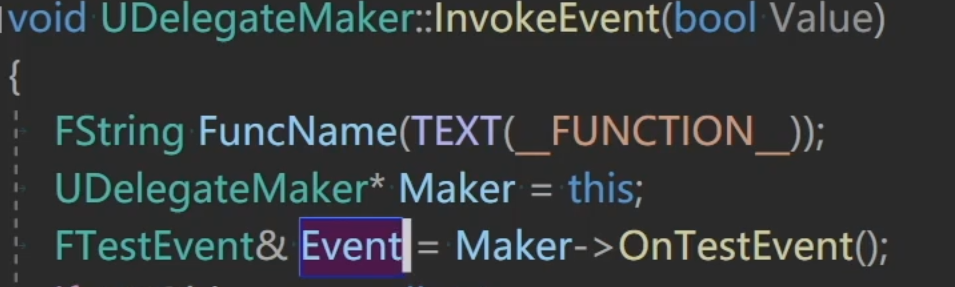 void UDelegateMaker::InvokeEvent(bool Value)
{
FString FuncName(TEXT(__FUNCTION__));
UDelegateMaker* Maker = this;
FTestEvent& Event = Maker->OnTestEvent();